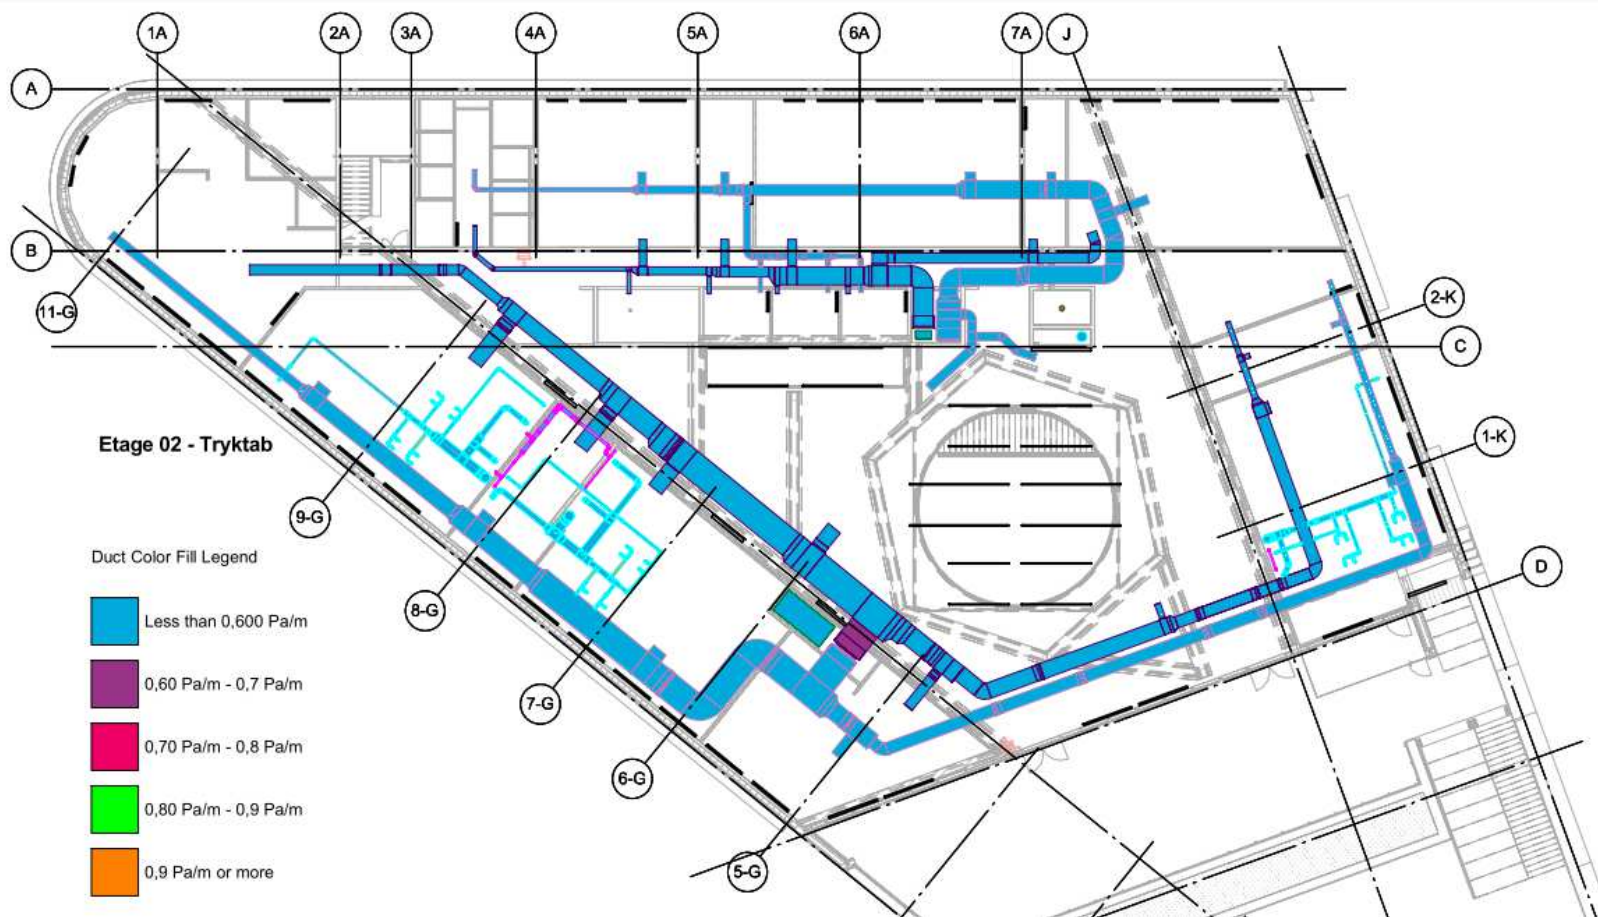 1A
2A
3A
4A
5A
6A
7A
J
A
B
11-G
2-K
C
Etage 02 - Tryktab
1-K
9-G
Duct Color Fill Legend
D
8-G
Less than 0,600 Pa/m
0,60 Pa/m - 0,7 Pa/m
7-G
0,70 Pa/m - 0,8 Pa/m
6-G
0,80 Pa/m - 0,9 Pa/m
5-G
0,9 Pa/m or more